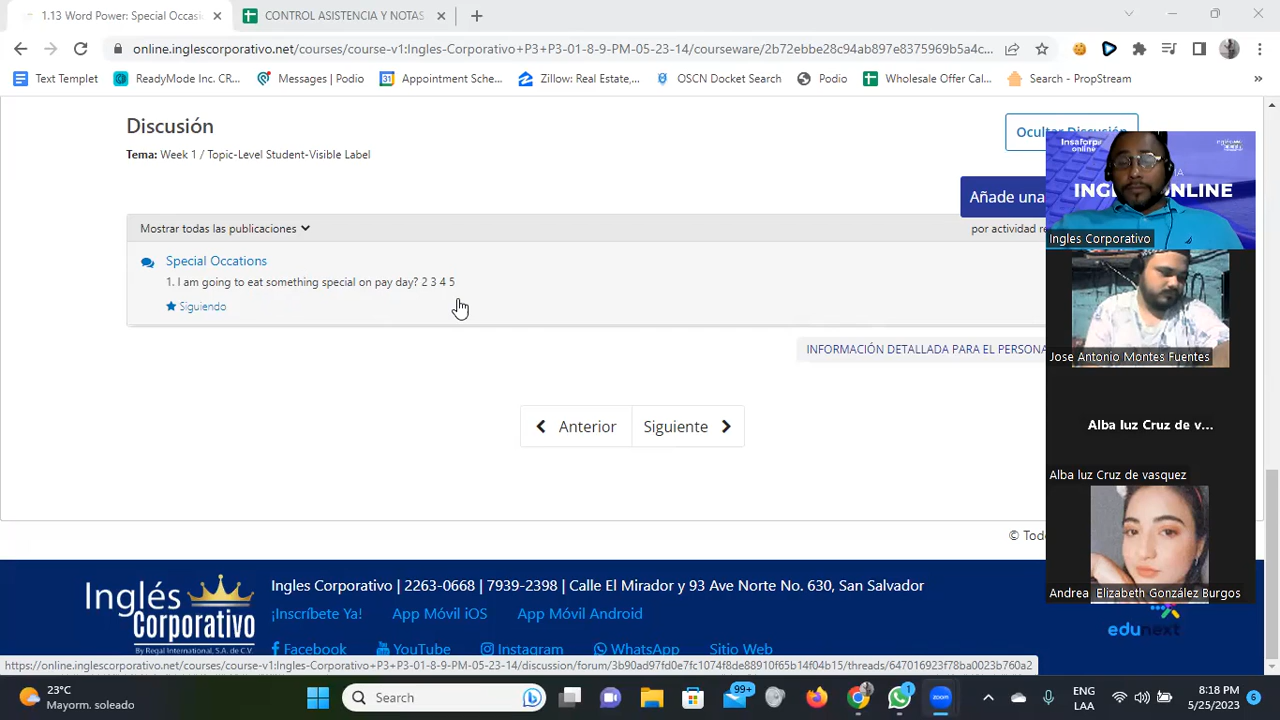 1.13 Word Power: Special Occasi
CONTROL ASISTENCIA Y NOTAS
online.inglescorporativo.net/courses/course-v1:Ingles-Corporativo+P3+P3-01-8-9-PM-05-23-14/courseware/2b72ebbe28c94ab897e8375969b5a4c...
Text Templet
ReadyMode Inc. CR...
Messages | Podio
Appointment Sche...
Zillow: Real Estate,...
OSCN Docket Search
Podio
Wholesale Offer Cal...
Search - PropStream
»
Discusión
Ocultar Discusión
Tema: Week 1 / Topic-Level Student-Visible Label
Añade una
Mostrar todas las publicaciones
por actividad re
Special Occations
1. I am going to eat something special on pay day? 2 3 4 5
Siguiendo
INFORMACIÓN DETALLADA PARA EL PERSONA
Anterior
Siguiente
© Tod
Insaforp
online
INGL ONLINE
Ingles Corporativo
Jose Antonio Montes Fuentes
Alba luz Cruz de v...
Alba luz Cruz de vasquez
Andrea Elizabeth González Burgos
Inglés
Corporativo
By Regal International, S.A. de C.V.
Ingles Corporativo | 2263-0668 | 7939-2398 | Calle El Mirador y 93 Ave Norte No. 630, San Salvador
¡Inscríbete Ya!
App Móvil iOS
App Móvil Android
Facebook
YouTube
Instagram
WhatsApp
Sitio Web
edunext
https://online.inglescorporativo.net/courses/course-v1:Ingles-Corporativo+P3+P3-01-8-9-PM-05-23-14/discussion/forum/3b90ad97fd0e7fc1074f8de88910f65b14f04b15/threads/647016923f78ba0023b760a2
23°C
Mayorm. soleado
Search
99+
zoom
ENG
LAA
8:18 PM
5/25/2023
6